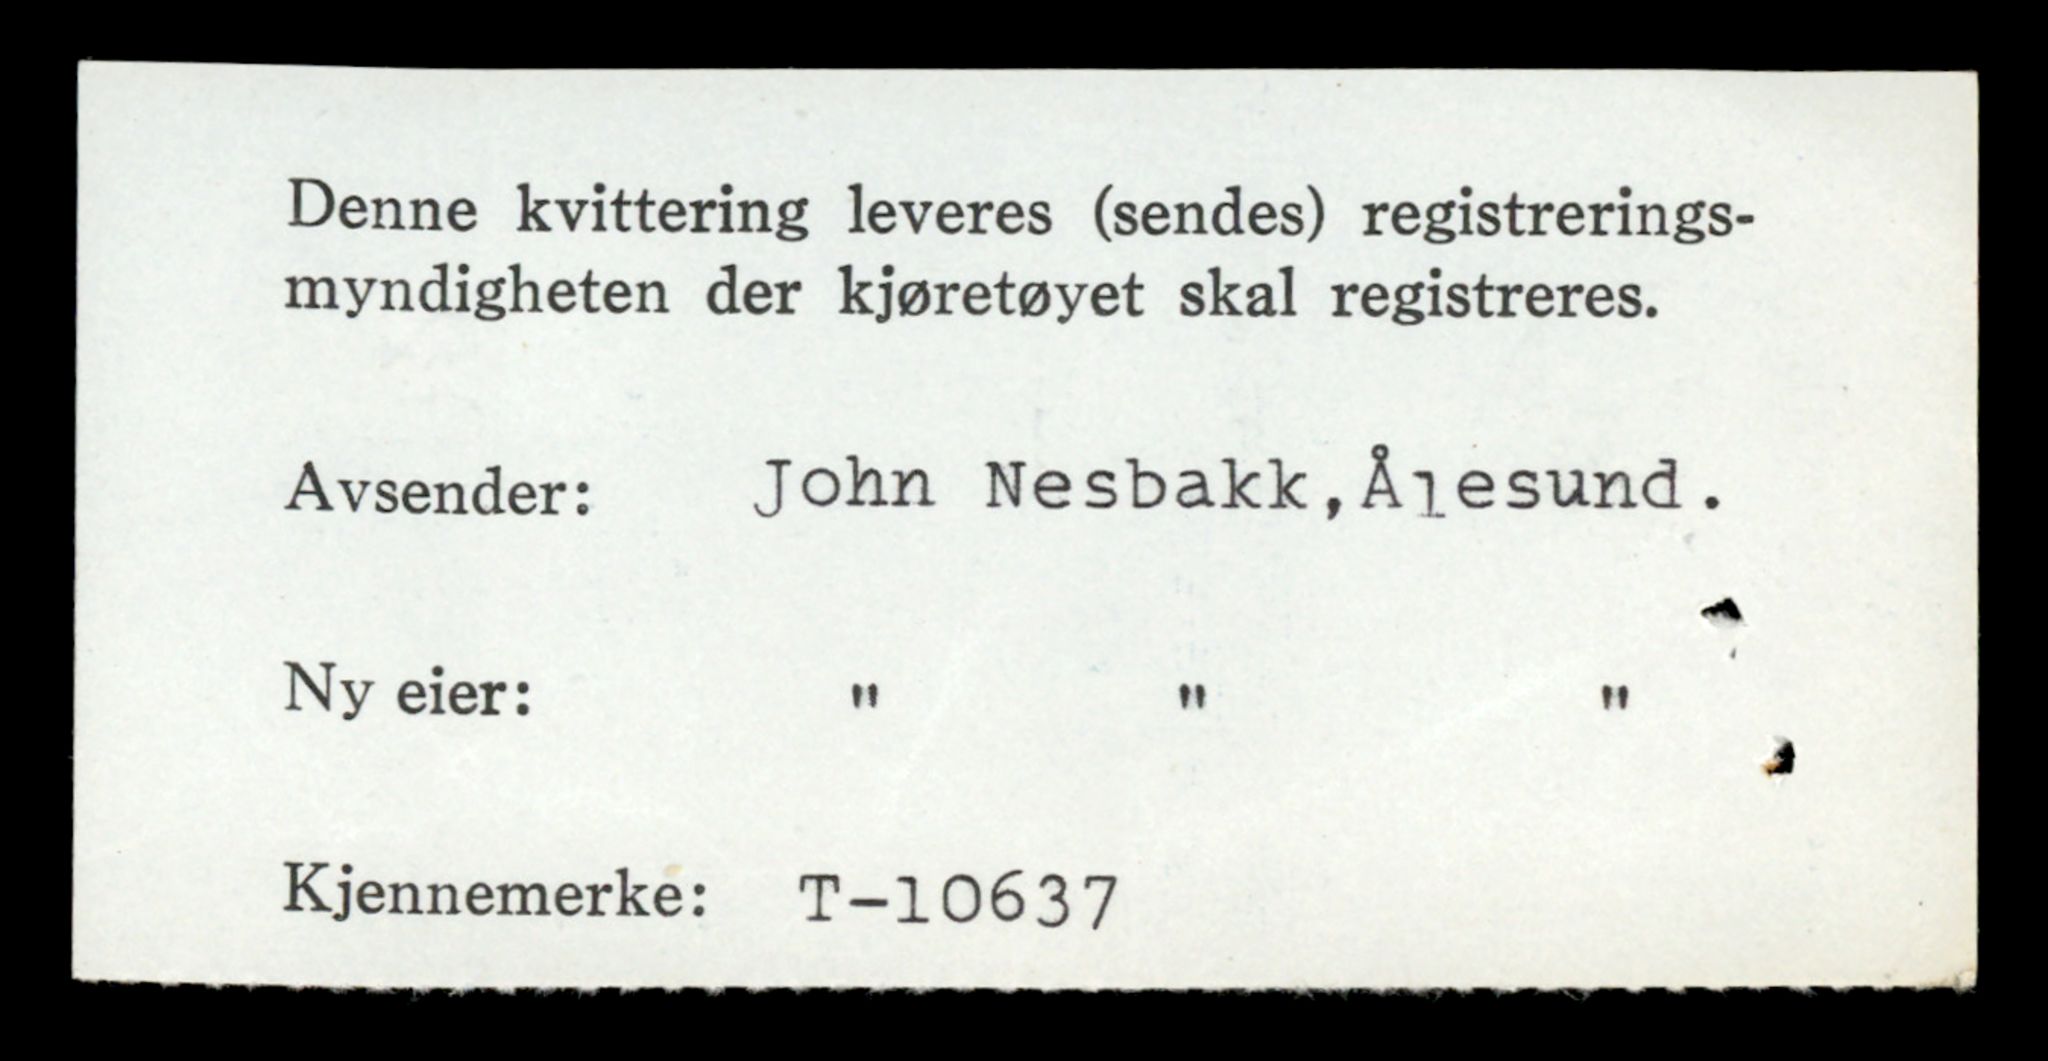 Denne kvittering leveres (sendes) registrerings-
myndigheten der kjøretøyet skal registreres.
Avsender: John Nesbakk, Ålesund.
Ny eier: " " "
Kjennemerke: T-10637